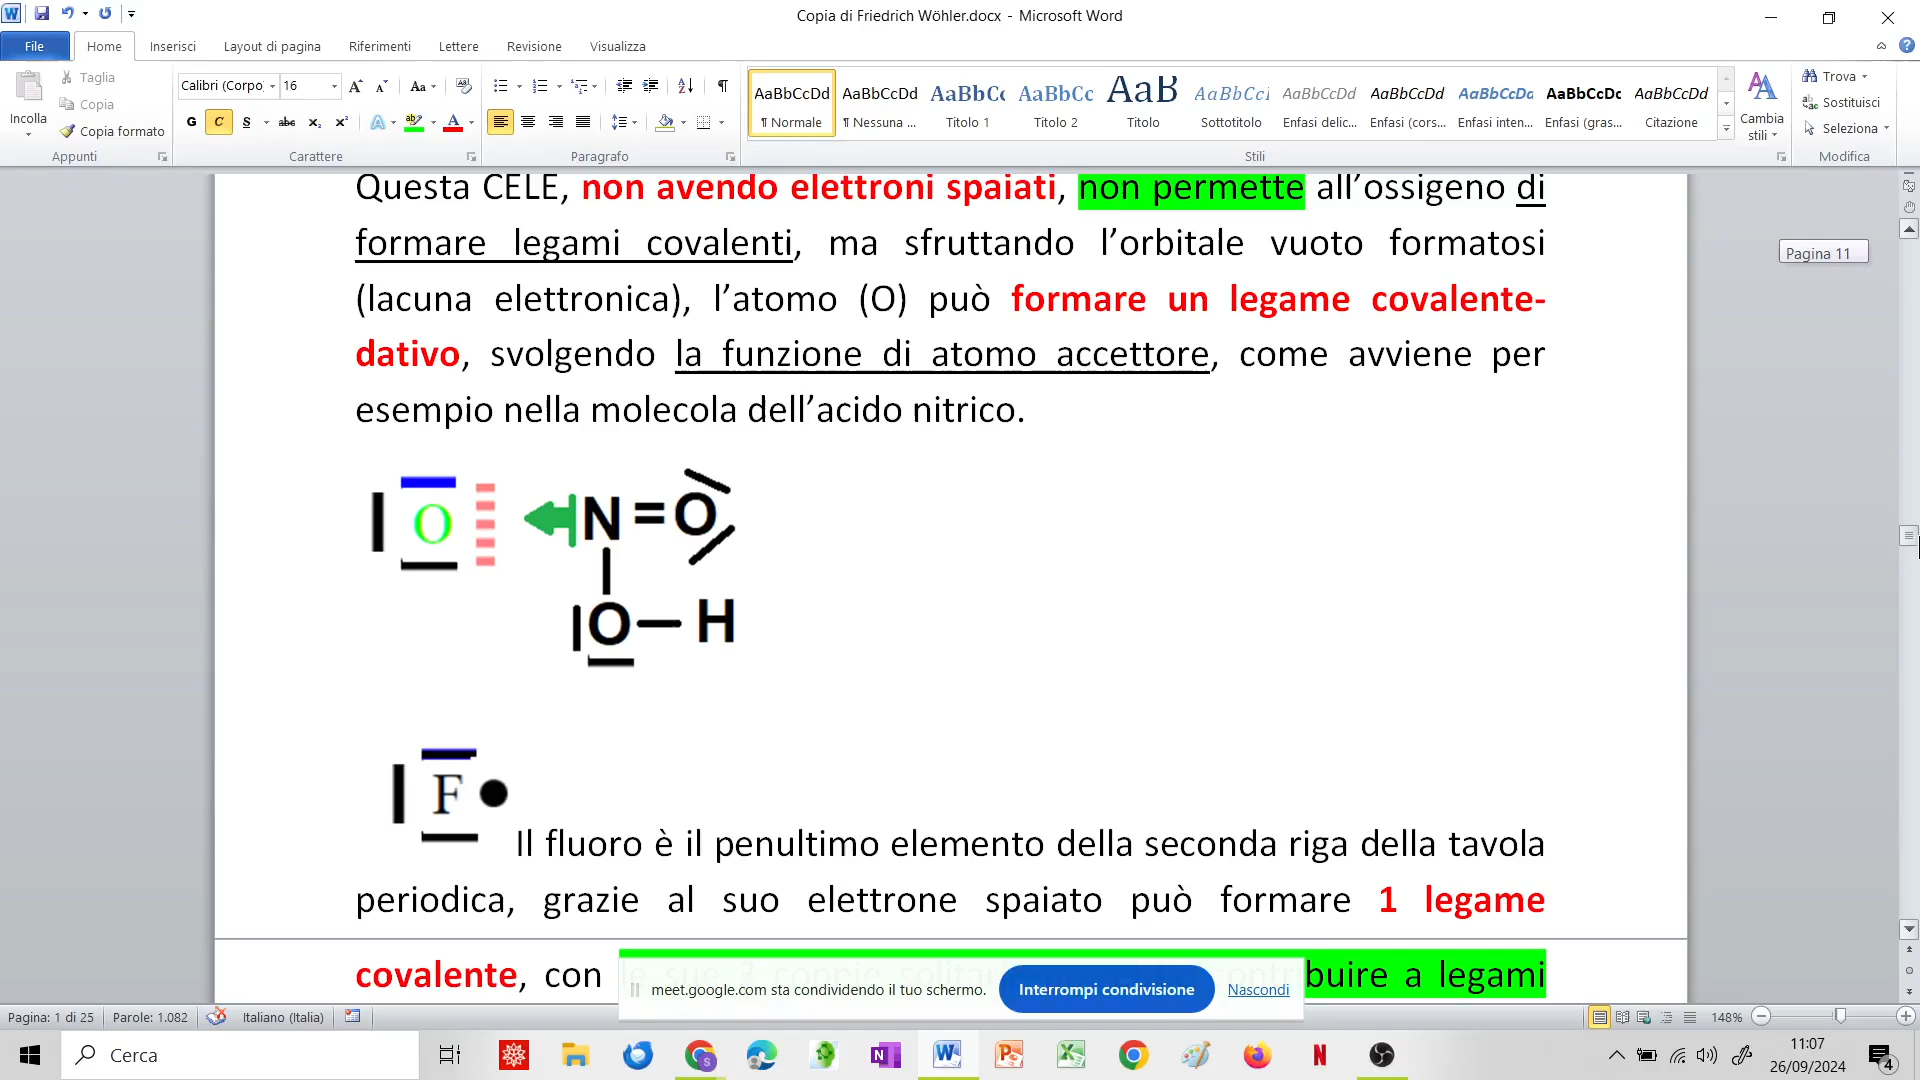 Copia di Friedrich Wöhler.docx - Microsoft Word
File Home Inserisci Layout di pagina Riferimenti Lettere Revisione Visualizza
Incolla
Taglia
Copia
Copia formato
Appunti
Calibri (Corpo) 16
G C S abc
Carattere
Paragrafo
AaBbCcDd AaBbCcDd AaBbCc AaBbCc AaB AaBbCcI AaBbCcDd AaBbCcDd AaBbCcDd AaBbCcDc AaBbCcDd
¶ Normale ¶ Nessuna ... Titolo 1 Titolo 2 Titolo Sottotitolo Enfasi delic... Enfasi (cors... Enfasi inten... Enfasi (gras... Citazione
Stili
Cambia stili
Trova
Sostituisci
Seleziona
Modifica
Questa CELE, non avendo elettroni spaiati, non permette all’ossigeno di
formare legami covalenti, ma sfruttando l’orbitale vuoto formatosi
(lacuna elettronica), l’atomo (O) può formare un legame covalente-
dativo, svolgendo la funzione di atomo accettore, come avviene per
esempio nella molecola dell’acido nitrico.
Pagina 11
O N = O
O – H
F
Il fluoro è il penultimo elemento della seconda riga della tavola
periodica, grazie al suo elettrone spaiato può formare 1 legame
covalente, con
meet.google.com sta condividendo il tuo schermo. Interrompi condivisione Nascondi
legami
Pagina: 1 di 25 Parole: 1.082 Italiano (Italia) 148%
Cerca
11:07
26/09/2024
4